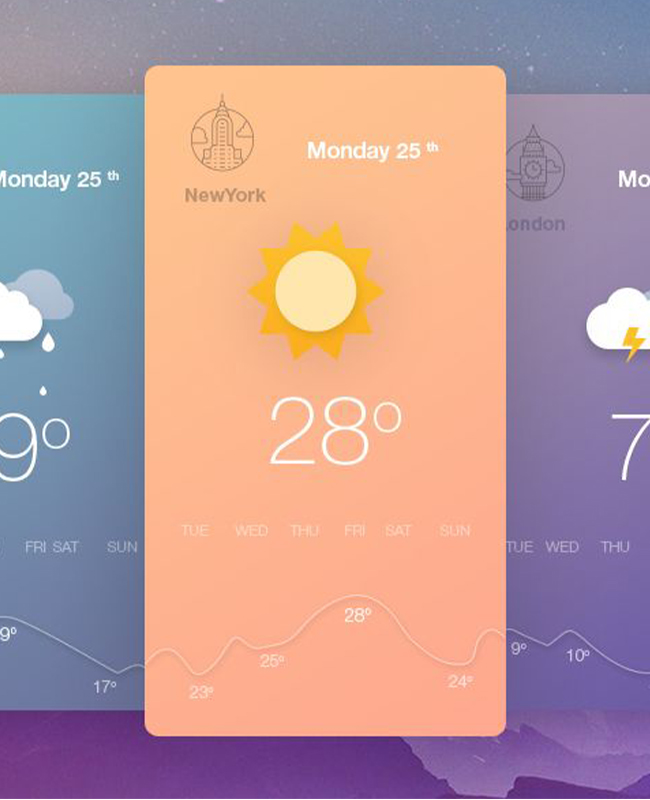 Monday 25 th
9º
FRI SAT SUN
9º
17º
NewYork
Monday 25 th
28º
TUE WED THU FRI SAT SUN
28º
25º
23º
24º
London
Mo
7
TUE WED THU
9º
10º